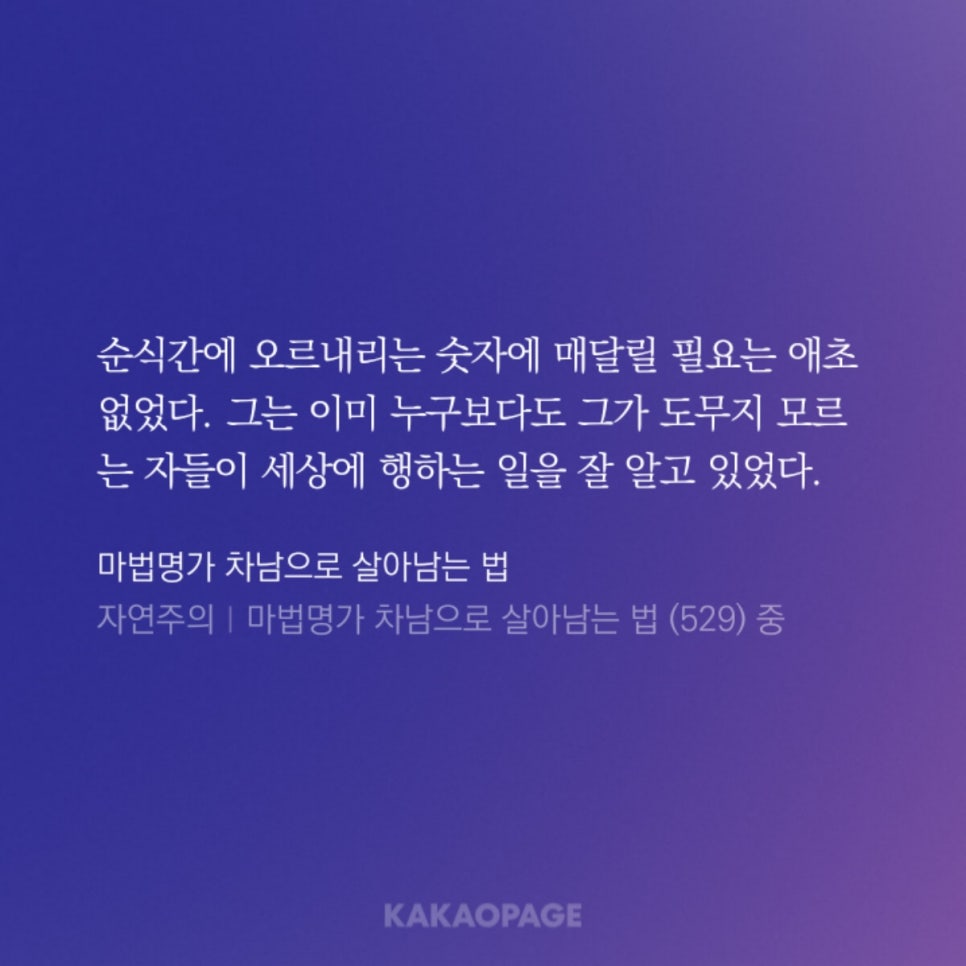 순식간에 오르내리는 숫자에 매달릴 필요는 애초
없었다. 그는 이미 누구보다도 그가 도무지 모르
는 자들이 세상에 행하는 일을 잘 알고 있었다.
마법명가 차남으로 살아남는 법
자연주의 | 마법명가 차남으로 살아남는 법 (529) 중
KAKAOPAGE